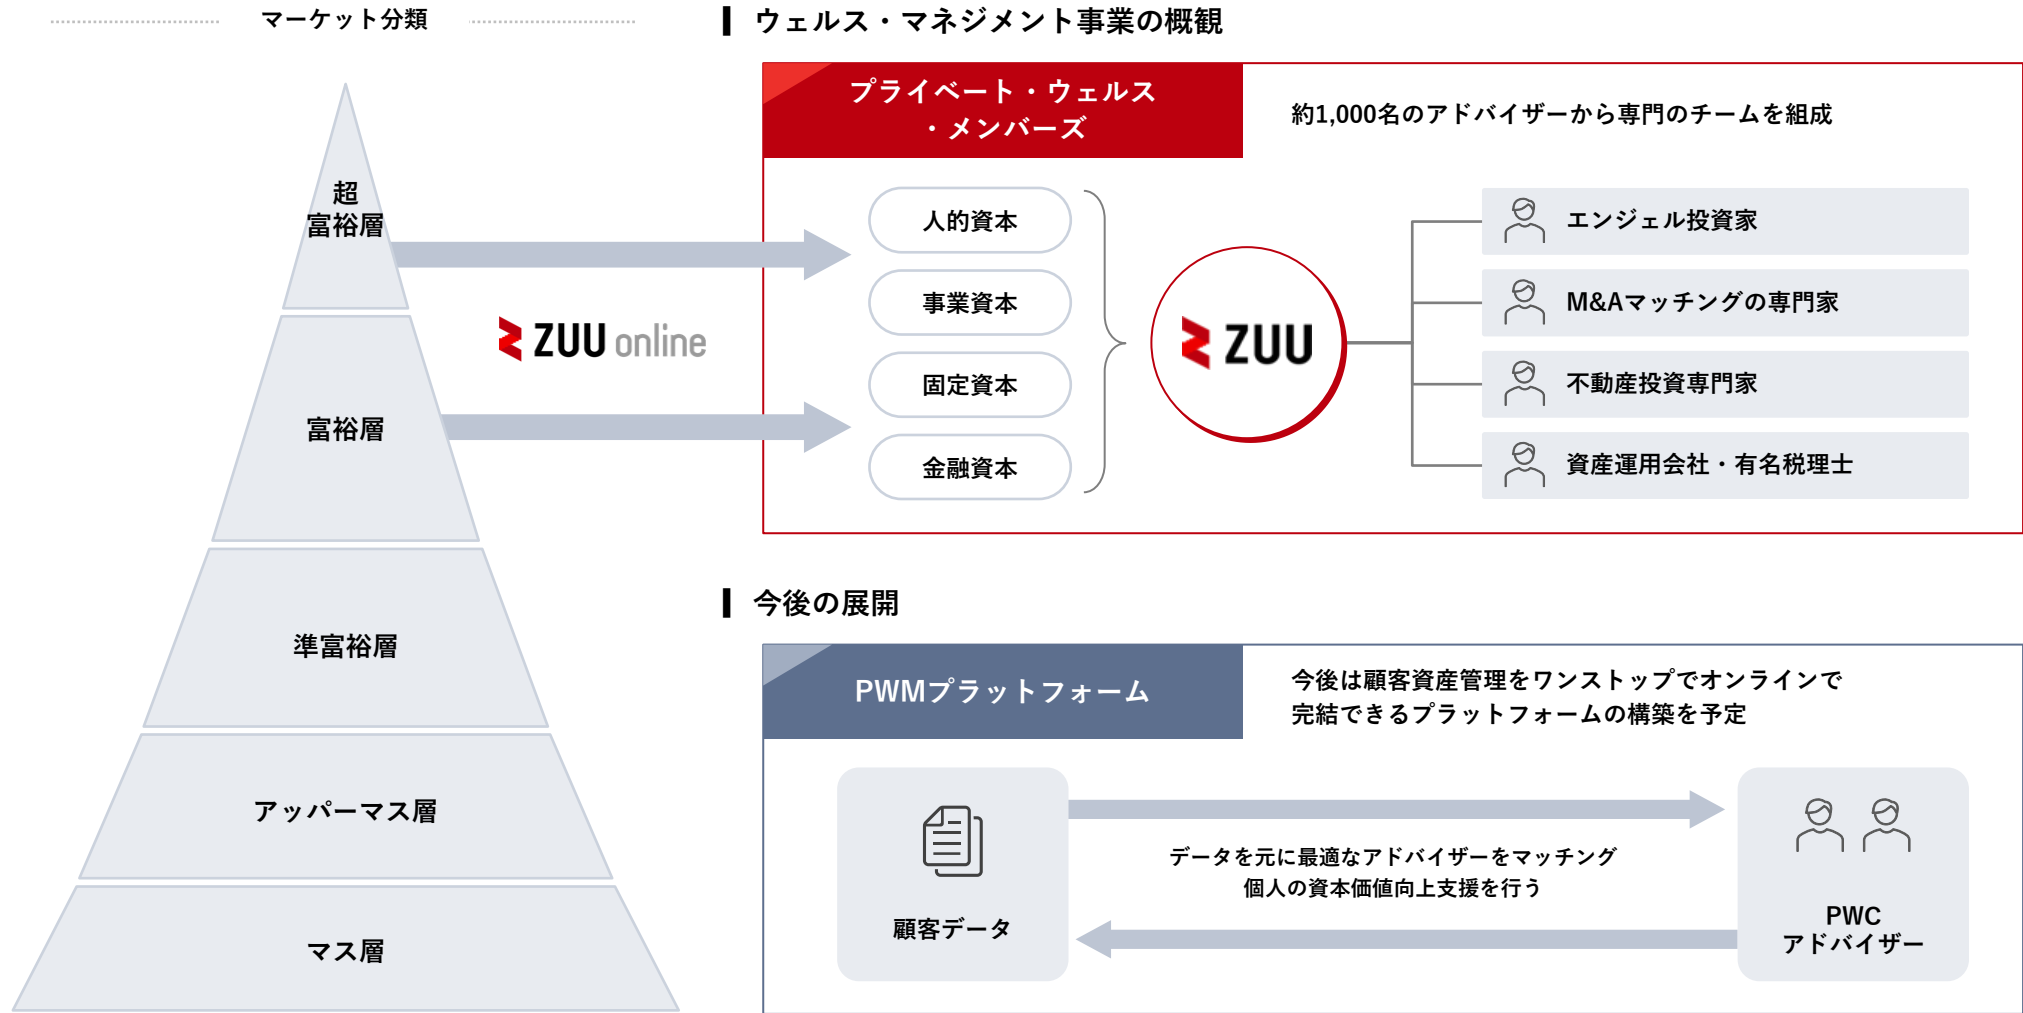 マーケット分類
超
富裕層
富裕層
準富裕層
アッパーマス層
マス層
ZUU online
ウェルス・マネジメント事業の概観
プライベート・ウェルス
・メンバーズ
約1,000名のアドバイザーから専門のチームを組成
人的資本
事業資本
固定資本
金融資本
ZUU
エンジェル投資家
M&Aマッチングの専門家
不動産投資専門家
資産運用会社・有名税理士
今後の展開
PWMプラットフォーム
今後は顧客資産管理をワンストップでオンラインで
完結できるプラットフォームの構築を予定
顧客データ
データを元に最適なアドバイザーをマッチング
個人の資本価値向上支援を行う
PWC
アドバイザー